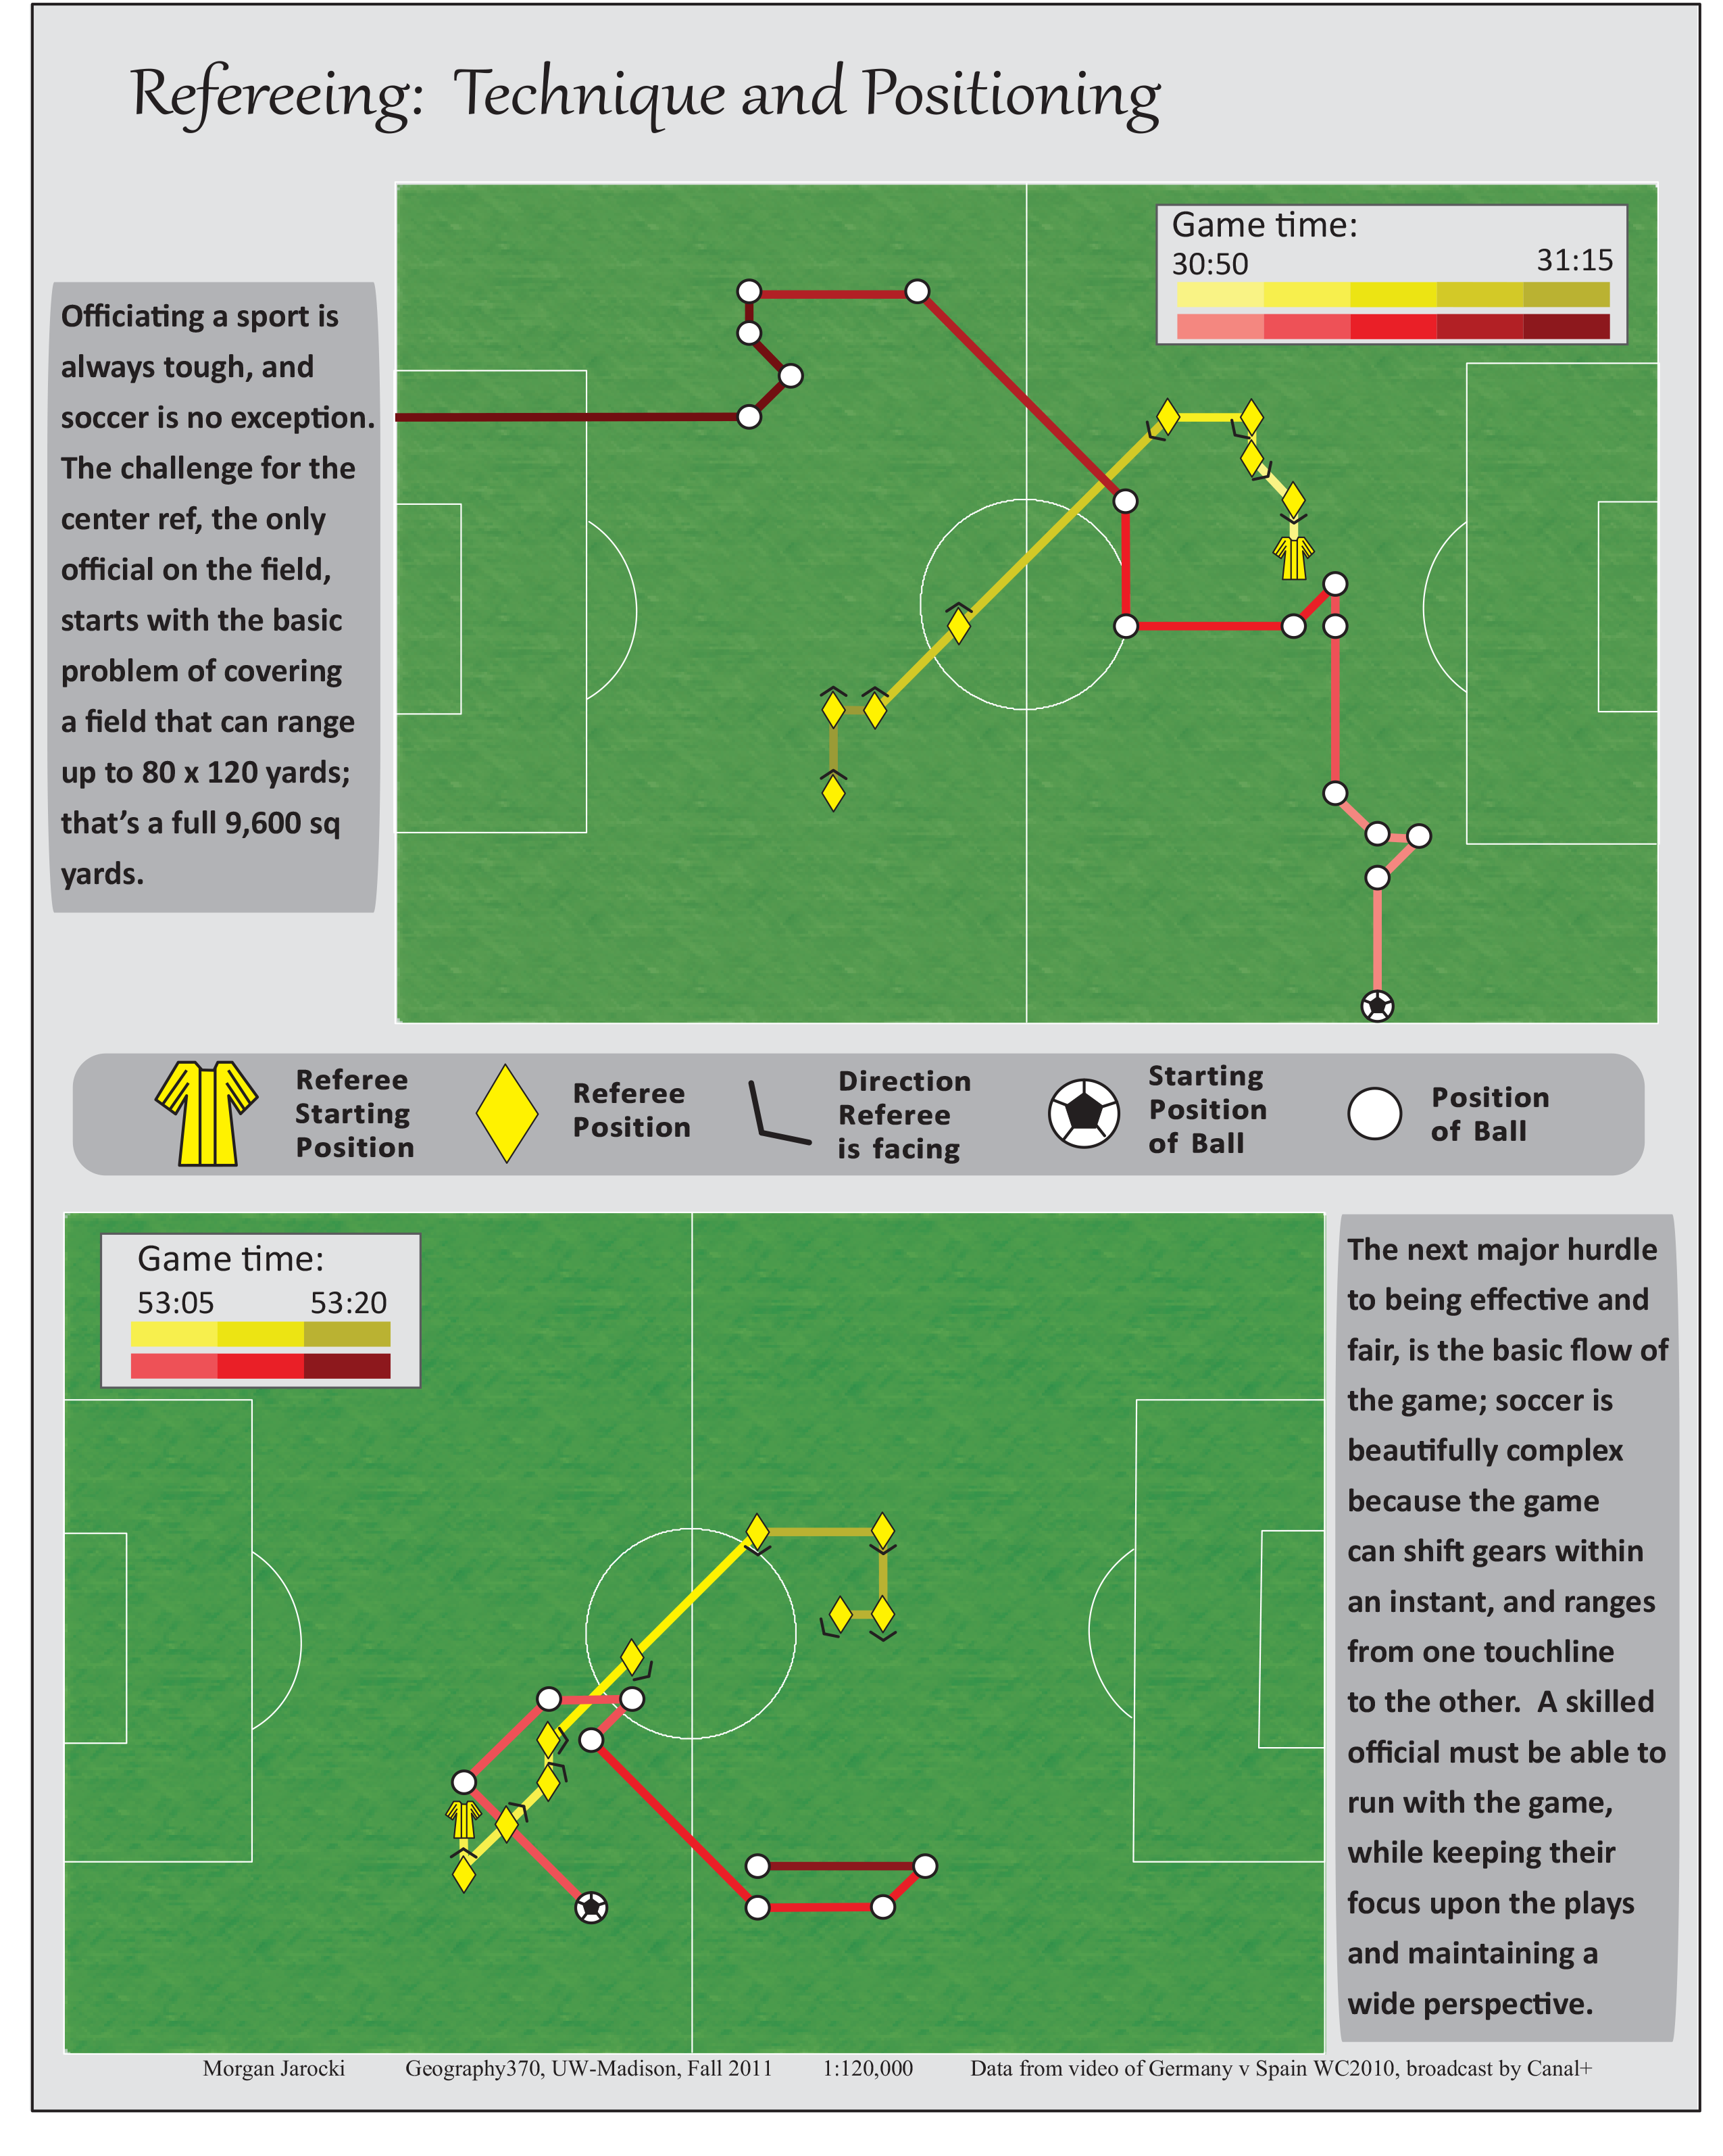 Refereeing: Technique and Positioning
Game time:
30:50 31:15
Officiating a sport is
always tough, and
soccer is no exception.
The challenge for the
center ref, the only
official on the field,
starts with the basic
problem of covering
a field that can range
up to 80 x 120 yards;
that's a full 9,600 sq
yards.
Referee
Starting
Position
Referee
Position
Direction
Referee
is facing
Starting
Position
of Ball
Position
of Ball
Game time:
53:05 53:20
The next major hurdle
to being effective and
fair, is the basic flow of
the game; soccer is
beautifully complex
because the game
can shift gears within
an instant, and ranges
from one touchline
to the other. A skilled
official must be able to
run with the game,
while keeping their
focus upon the plays
and maintaining a
wide perspective.
Morgan Jarocki Geography370, UW-Madison, Fall 2011 1:120,000 Data from video of Germany v Spain WC2010, broadcast by Canal+